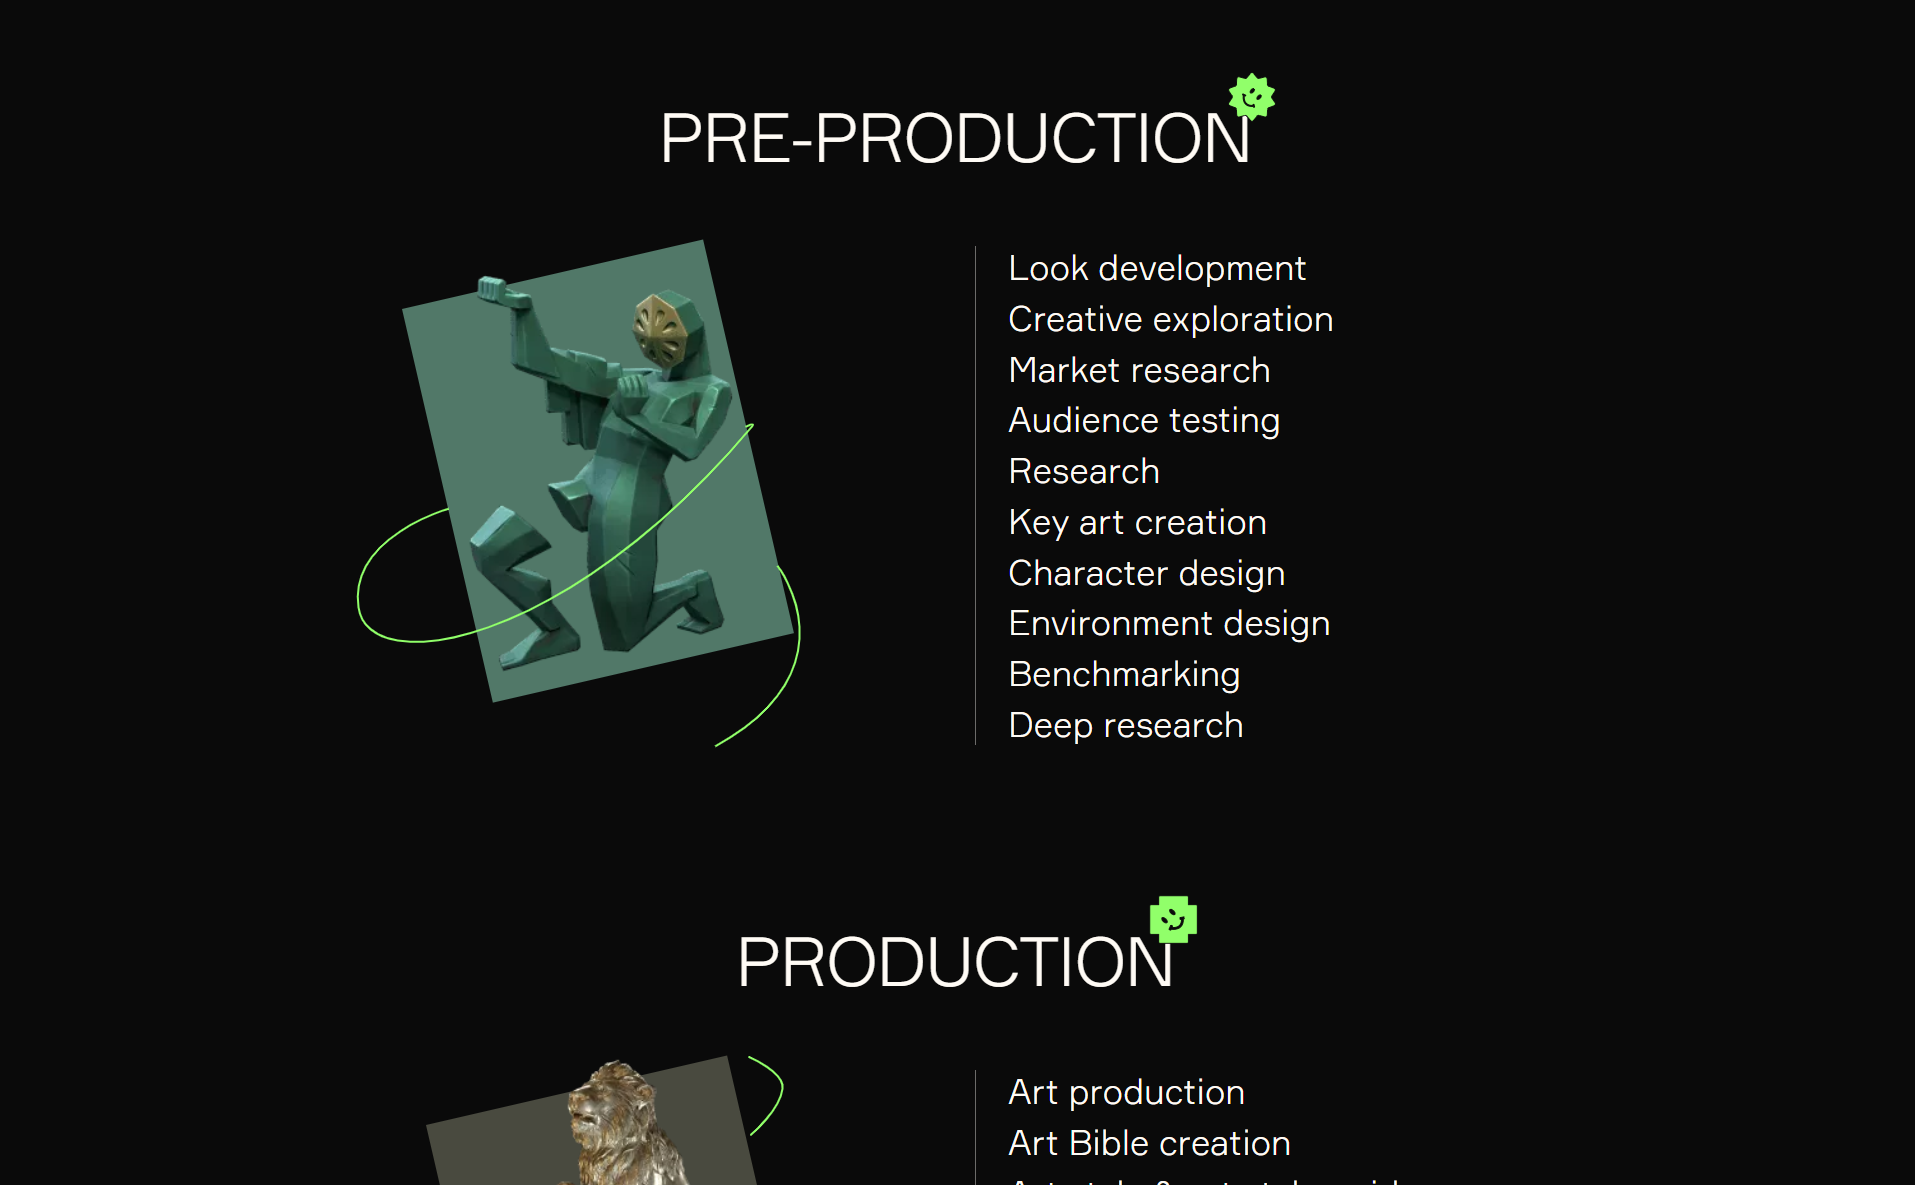 PRE-PRODUCTION
Look development
Creative exploration
Market research
Audience testing
Research
Key art creation
Character design
Environment design
Benchmarking
Deep research
PRODUCTION
Art production
Art Bible creation